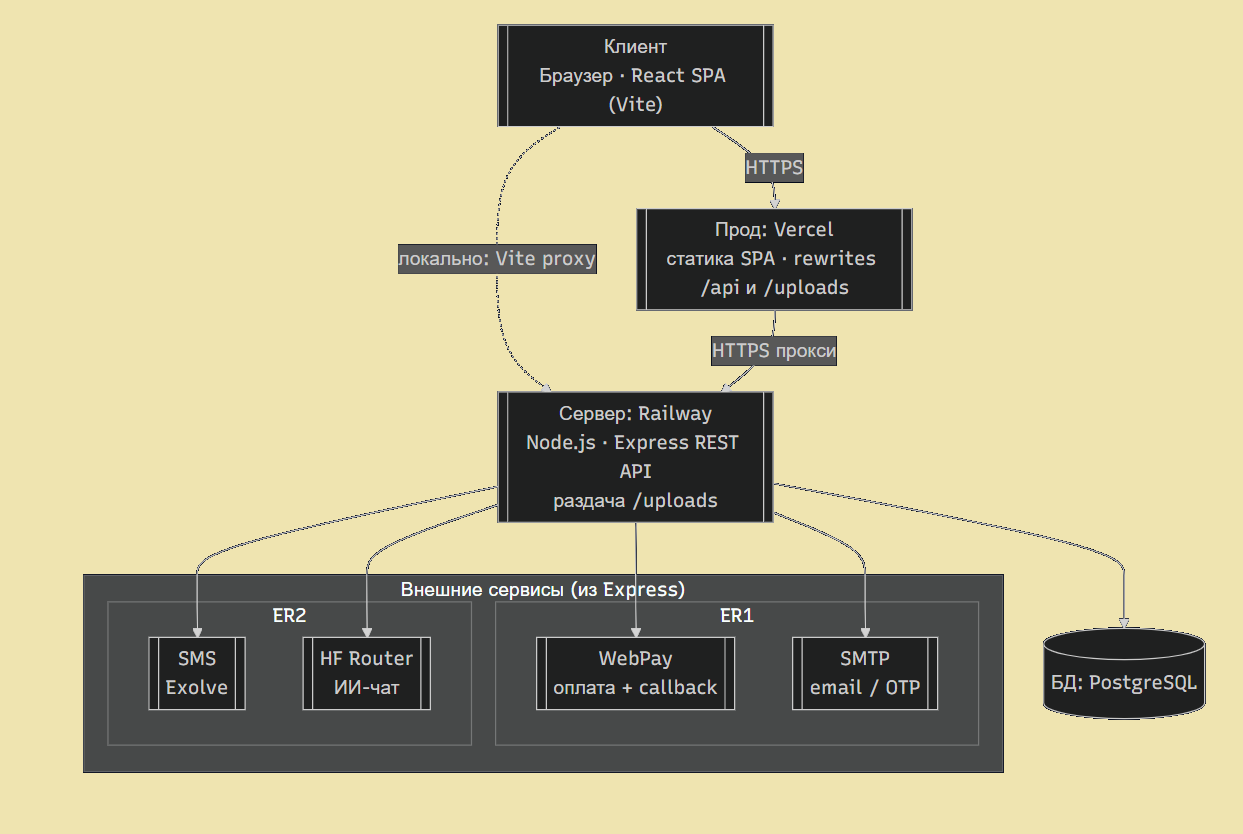 Клиент
Браузер · React SPA
(Vite)
HTTPS
Прод: Vercel
статика SPA · rewrites
/api и /uploads
локально: Vite proxy
HTTPS прокси
Сервер: Railway
Node.js · Express REST
API
раздача /uploads
Внешние сервисы (из Express)
ER2
ER1
SMS
Exolve
HF Router
ИИ-чат
WebPay
оплата + callback
SMTP
email / OTP
БД: PostgreSQL